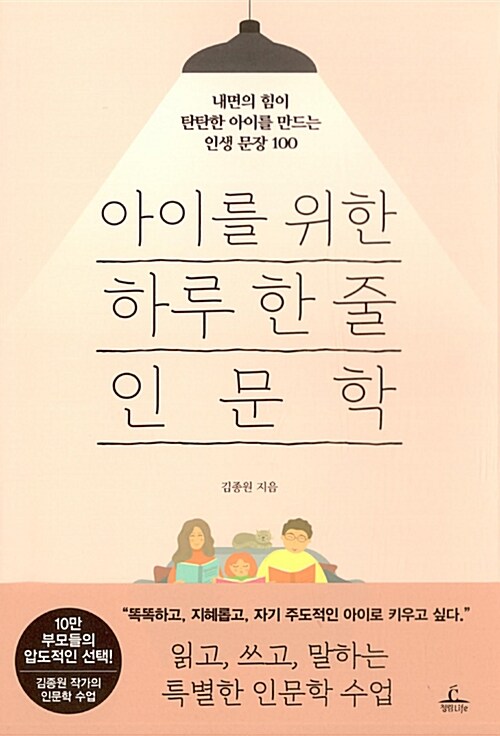 내면의 힘이
탄탄한 아이를 만드는
인생 문장 100
아이를 위한
하루 한 줄
인문학
김종원 지음
10만
부모들의
압도적인 선택!
김종원 작가의
인문학 수업
“똑똑하고, 지혜롭고, 자기 주도적인 아이로 키우고 싶다.”
읽고, 쓰고, 말하는
특별한 인문학 수업
청림Life